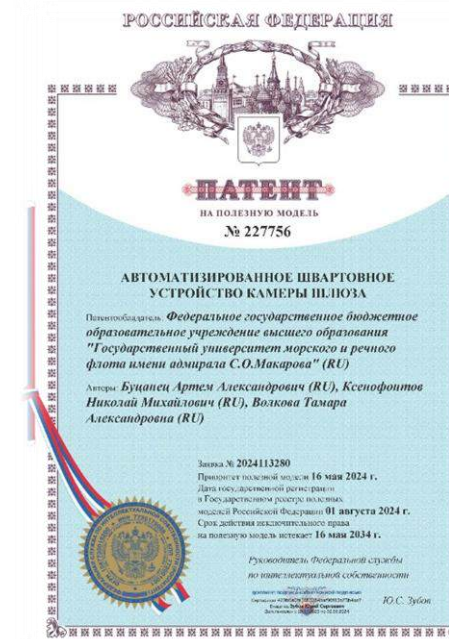 РОССИЙСКАЯ ФЕДЕРАЦИЯ
ПАТЕНТ
НА ПОЛЕЗНУЮ МОДЕЛЬ
№ 227756
АВТОМАТИЗИРОВАННОЕ ШВАРТОВНОЕ
УСТРОЙСТВО КАМЕРЫ ШЛЮЗА
Патентообладатель: Федеральное государственное бюджетное
образовательное учреждение высшего образования
"Государственный университет морского и речного
флота имени адмирала С.О.Макарова" (RU)
Авторы: Буцанец Артем Александрович (RU), Ксенофонтов
Николай Михайлович (RU), Волкова Тамара
Александровна (RU)
Заявка № 2024113280
Приоритет полезной модели 16 мая 2024 г.
Дата государственной регистрации
в Государственном реестре полезных
моделей Российской Федерации 01 августа 2024 г.
Срок действия исключительного права
на полезную модель истекает 16 мая 2034 г.
Руководитель Федеральной службы
по интеллектуальной собственности
Ю.С. Зубов